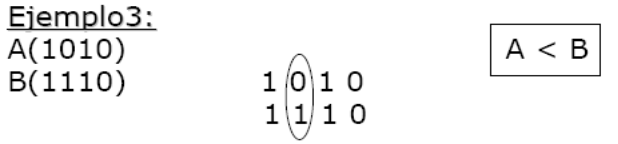 Ejemplo3:
A(1010)
B(1110)
1 0 1 0
1 1 1 0
A < B